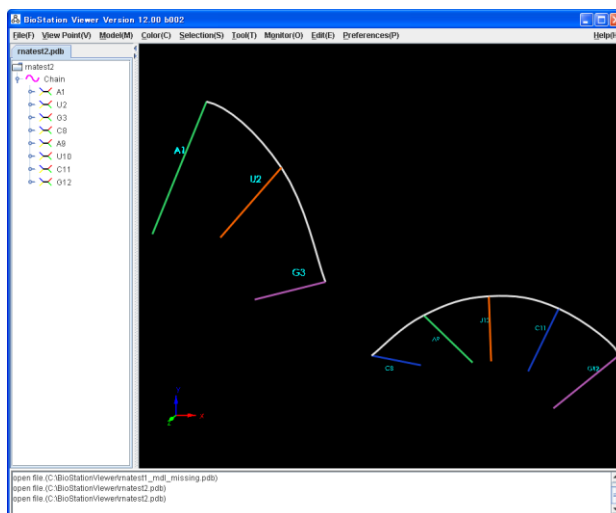 BioStation Viewer Version 12.00 b002
File(F) View Point(V) Model(M) Color(C) Selection(S) Tool(T) Monitor(O) Edit(E) Preferences(P) Help(H
rnatest2.pdb
rnatest2
Chain
A1
U2
G3
C8
A9
U10
C11
G12
A1
U2
G3
C8
A9
C11
Y
X
Z
open file.(C:\BioStationViewer\rnatest1_mdl_missing.pdb)
open file.(C:\BioStationViewer\rnatest2.pdb)
open file.(C:\BioStationViewer\rnatest2.pdb)